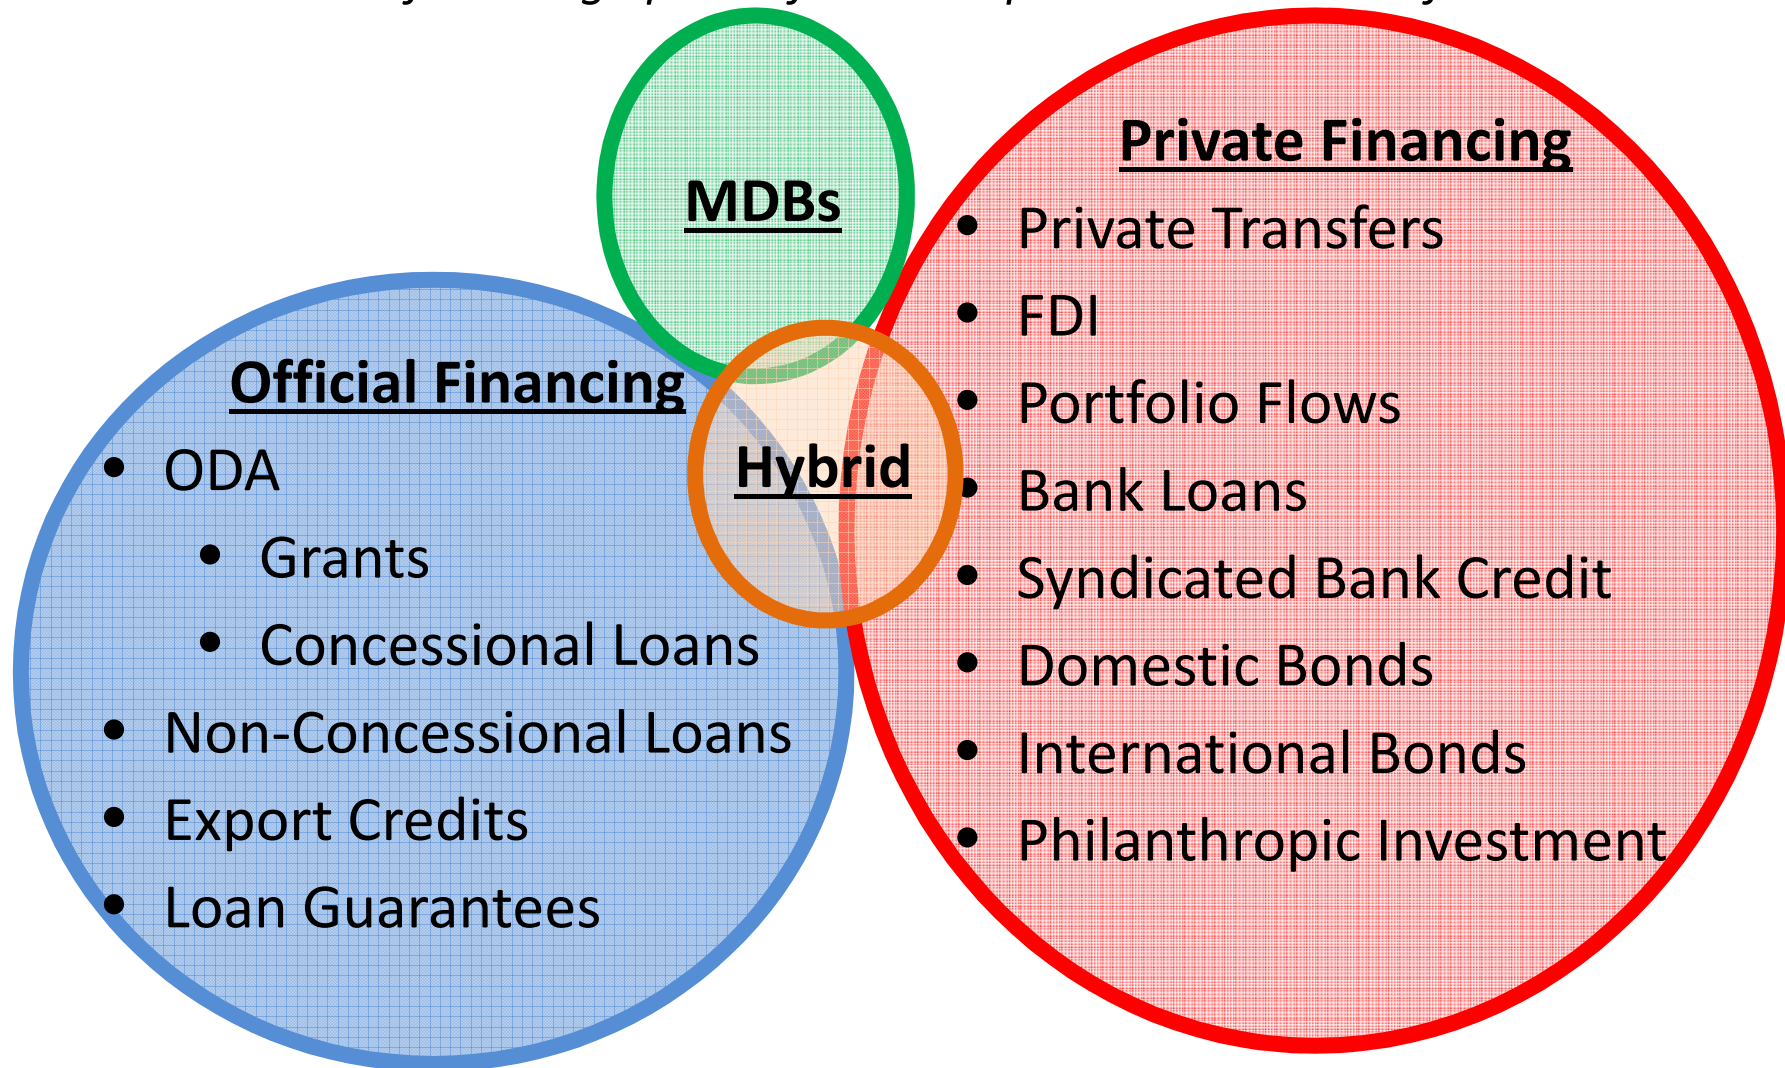 MDBs
Official Financing
• ODA
• Grants
• Concessional Loans
• Non-Concessional Loans
• Export Credits
• Loan Guarantees
Hybrid
Private Financing
• Private Transfers
• FDI
• Portfolio Flows
• Bank Loans
• Syndicated Bank Credit
• Domestic Bonds
• International Bonds
• Philanthropic Investment